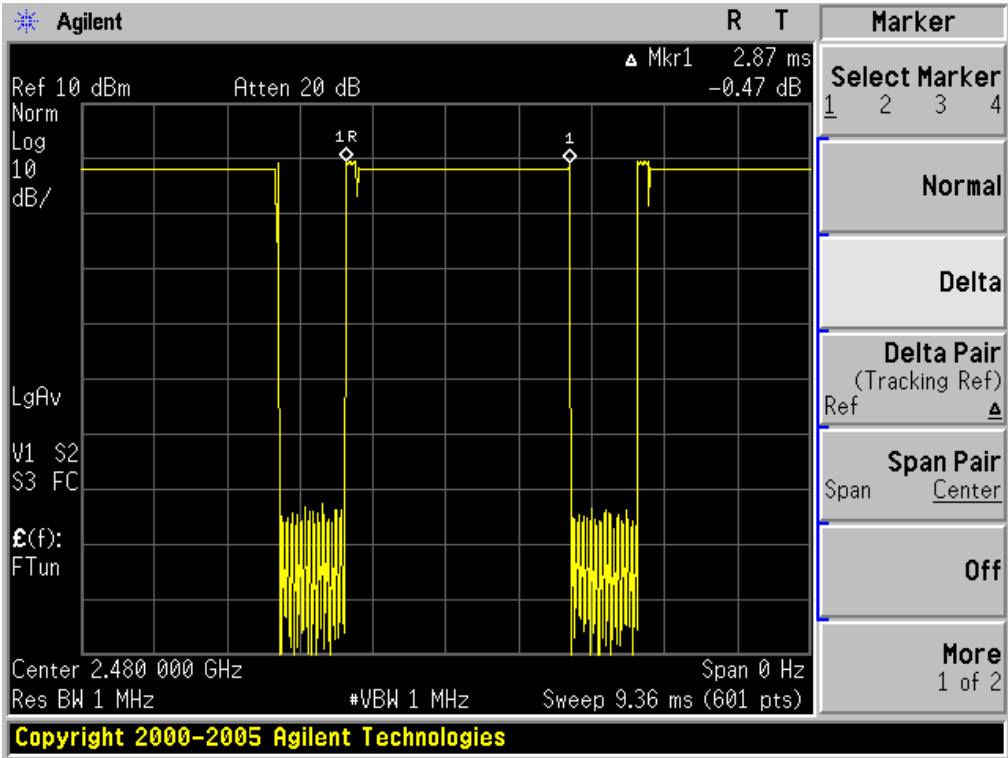 Agilent R T
Δ Mkr1 2.87 ms
Ref 10 dBm Atten 20 dB -0.47 dB
Norm
Log
10
dB/
1R
1
LgAv
V1 S2
S3 FC
£(f):
FTun
Center 2.480 000 GHz Span 0 Hz
Res BW 1 MHz #VBW 1 MHz Sweep 9.36 ms (601 pts)
Copyright 2000-2005 Agilent Technologies
Marker
Select Marker
1 2 3 4
Normal
Delta
Delta Pair
(Tracking Ref)
Ref Δ
Span Pair
Span Center
Off
More
1 of 2